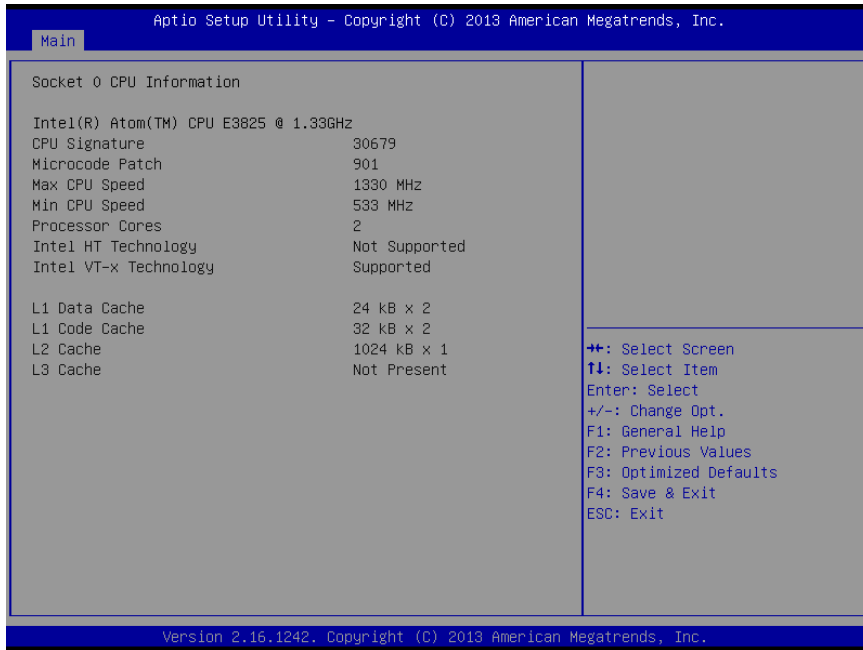 Aptio Setup Utility – Copyright (C) 2013 American Megatrends, Inc.
Main
Socket 0 CPU Information
Intel(R) Atom(TM) CPU E3825 @ 1.33GHz
CPU Signature 30679
Microcode Patch 901
Max CPU Speed 1330 MHz
Min CPU Speed 533 MHz
Processor Cores 2
Intel HT Technology Not Supported
Intel VT-x Technology Supported
L1 Data Cache 24 kB x 2
L1 Code Cache 32 kB x 2
L2 Cache 1024 kB x 1
L3 Cache Not Present
→←: Select Screen
↑↓: Select Item
Enter: Select
+/-: Change Opt.
F1: General Help
F2: Previous Values
F3: Optimized Defaults
F4: Save & Exit
ESC: Exit
Version 2.16.1242. Copyright (C) 2013 American Megatrends, Inc.